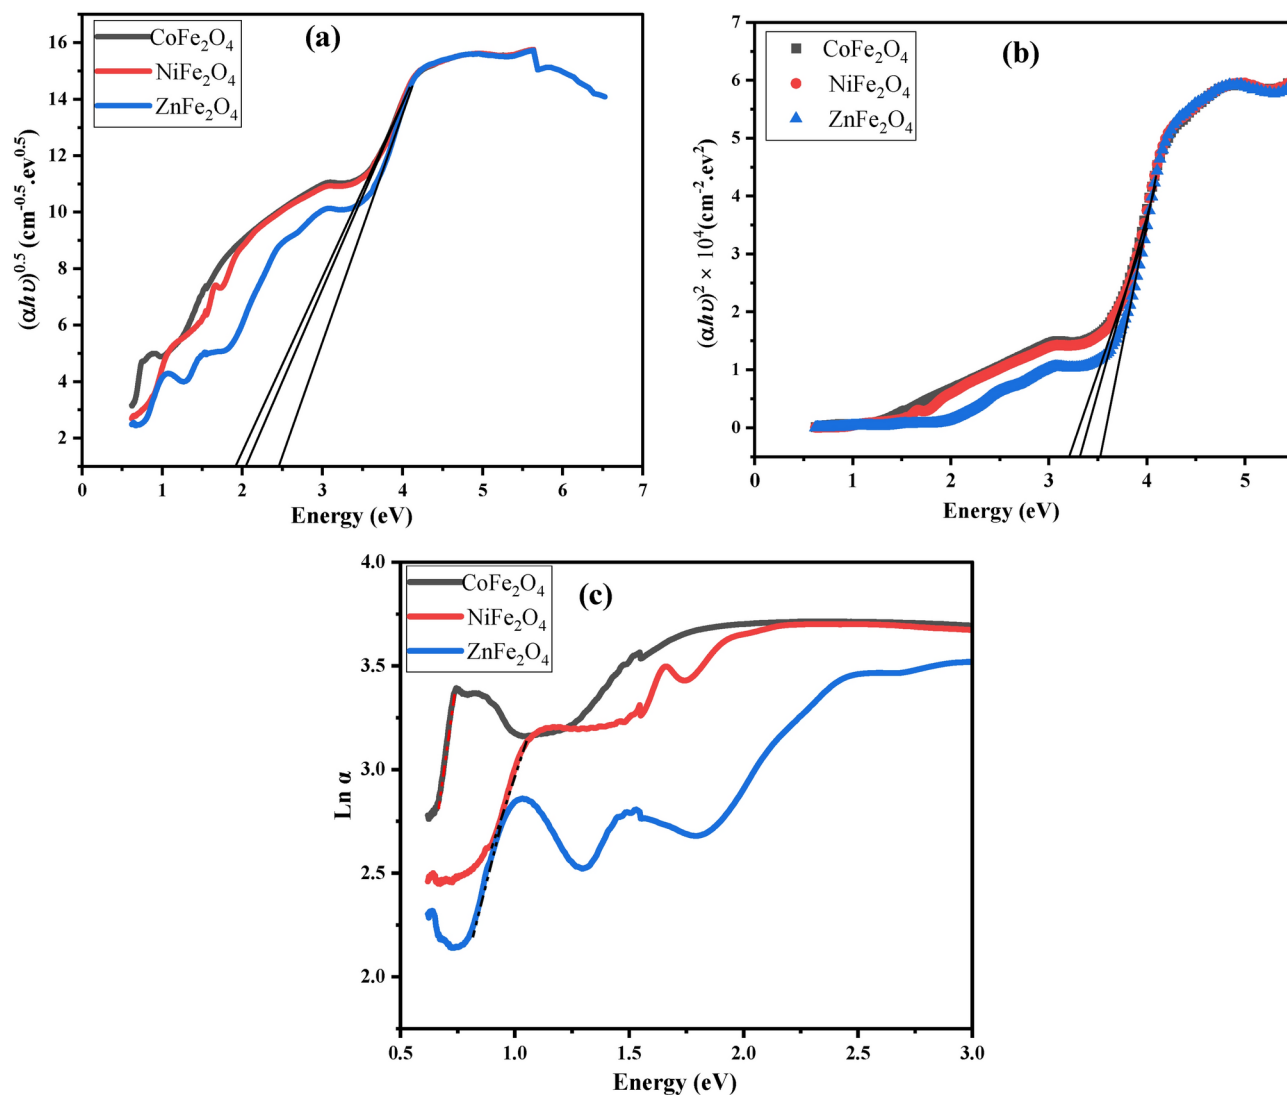 (a)
CoFe₂O₄
NiFe₂O₄
ZnFe₂O₄
16
14
12
10
8
6
4
2
(αhυ)^0.5 (cm^-0.5.ev^0.5)
0 1 2 3 4 5 6 7
Energy (eV)
(b)
CoFe₂O₄
NiFe₂O₄
ZnFe₂O₄
7
6
5
4
3
2
1
0
(αhυ)² × 10⁴(cm⁻².ev²)
0 1 2 3 4 5
Energy (eV)
(c)
CoFe₂O₄
NiFe₂O₄
ZnFe₂O₄
4.0
3.5
3.0
2.5
2.0
Ln α
0.5 1.0 1.5 2.0 2.5 3.0
Energy (eV)